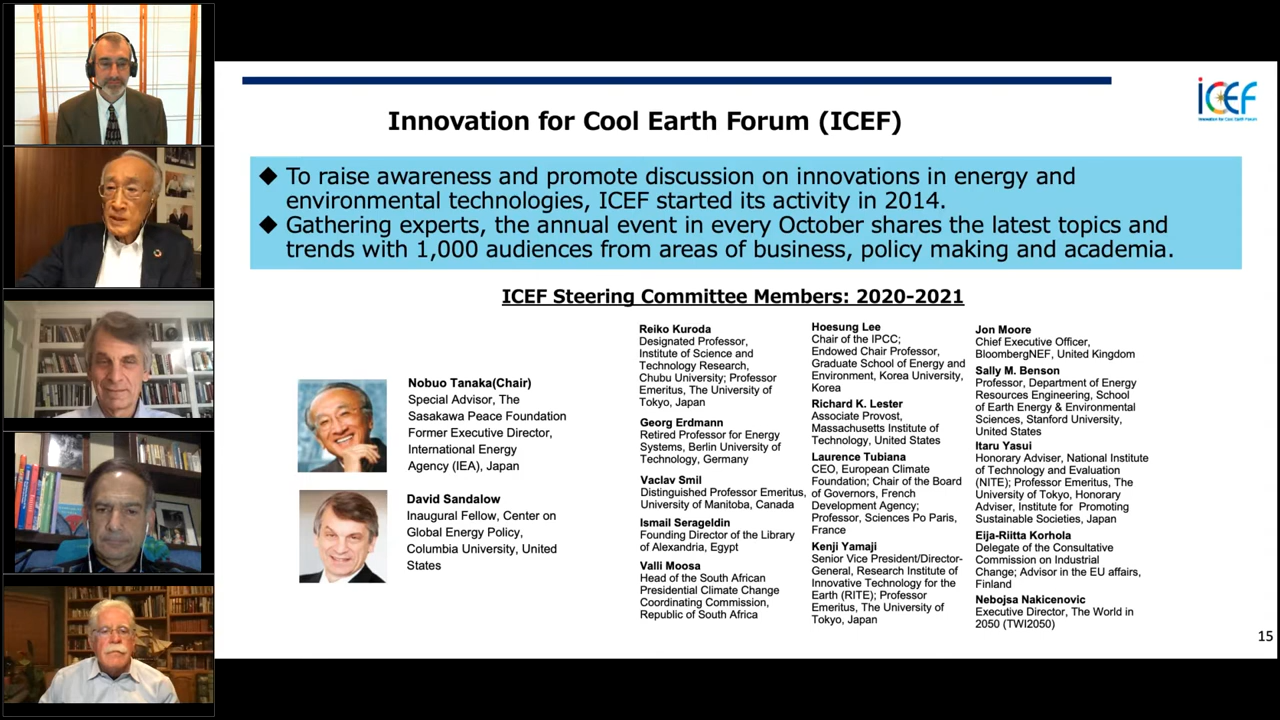 iCEF
Innovation for Cool Earth Forum
Innovation for Cool Earth Forum (ICEF)
◆ To raise awareness and promote discussion on innovations in energy and
environmental technologies, ICEF started its activity in 2014.
◆ Gathering experts, the annual event in every October shares the latest topics and
trends with 1,000 audiences from areas of business, policy making and academia.
ICEF Steering Committee Members: 2020-2021
Nobuo Tanaka(Chair)
Special Advisor, The
Sasakawa Peace Foundation
Former Executive Director,
International Energy
Agency (IEA), Japan
David Sandalow
Inaugural Fellow, Center on
Global Energy Policy,
Columbia University, United
States
Reiko Kuroda
Designated Professor,
Institute of Science and
Technology Research,
Chubu University; Professor
Emeritus, The University of
Tokyo, Japan
Georg Erdmann
Retired Professor for Energy
Systems, Berlin University of
Technology, Germany
Vaclav Smil
Distinguished Professor Emeritus,
University of Manitoba, Canada
Ismail Serageldin
Founding Director of the Library
of Alexandria, Egypt
Valli Moosa
Head of the South African
Presidential Climate Change
Coordinating Commission,
Republic of South Africa
Hoesung Lee
Chair of the IPCC;
Endowed Chair Professor,
Graduate School of Energy and
Environment, Korea University,
Korea
Richard K. Lester
Associate Provost,
Massachusetts Institute of
Technology, United States
Laurence Tubiana
CEO, European Climate
Foundation; Chair of the Board
of Governors, French
Development Agency;
Professor, Sciences Po Paris,
France
Kenji Yamaji
Senior Vice President/Director-
General, Research Institute of
Innovative Technology for the
Earth (RITE); Professor
Emeritus, The University of
Tokyo, Japan
Jon Moore
Chief Executive Officer,
BloombergNEF, United Kingdom
Sally M. Benson
Professor, Department of Energy
Resources Engineering, School
of Earth Energy & Environmental
Sciences, Stanford University,
United States
Itaru Yasui
Honorary Adviser, National Institute
of Technology and Evaluation
(NITE); Professor Emeritus, The
University of Tokyo, Honorary
Adviser, Institute for Promoting
Sustainable Societies, Japan
Eija-Riitta Korhola
Delegate of the Consultative
Commission on Industrial
Change; Advisor in the EU affairs,
Finland
Nebojsa Nakicenovic
Executive Director, The World in
2050 (TWI2050)
15